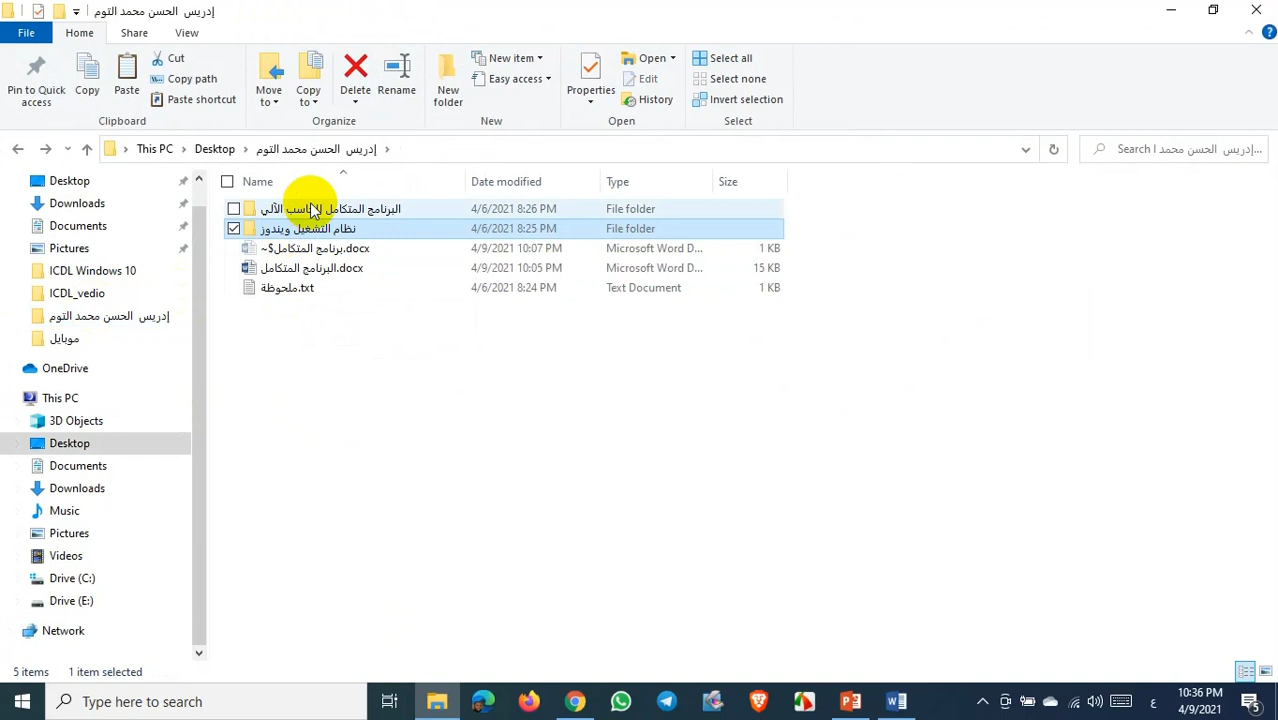 إدريس الحسن محمد التوم
File
Home
Share
View
Pin to Quick access
Copy
Paste
Cut
Copy path
Paste shortcut
Clipboard
Move to
Copy to
Delete
Rename
Organize
New folder
New item
Easy access
New
Properties
Open
Edit
History
Open
Select all
Select none
Invert selection
Select
This PC
Desktop
إدريس الحسن محمد التوم
Search إدريس الحسن محمد ا...
Desktop
Downloads
Documents
Pictures
ICDL Windows 10
ICDL_vedio
إدريس الحسن محمد التوم
موبايل
OneDrive
This PC
3D Objects
Desktop
Documents
Downloads
Music
Pictures
Videos
Drive (C:)
Drive (E:)
Network
Name Date modified Type Size
البرنامج المتكامل للحاسب الآلي 4/6/2021 8:26 PM File folder
نظام التشغيل ويندوز 4/6/2021 8:25 PM File folder
~$برنامج المتكامل.docx 4/9/2021 10:07 PM Microsoft Word D... 1 KB
البرنامج المتكامل.docx 4/9/2021 10:05 PM Microsoft Word D... 15 KB
ملحوظة.txt 4/6/2021 8:24 PM Text Document 1 KB
5 items 1 item selected
Type here to search
ع
10:36 PM
4/9/2021
5